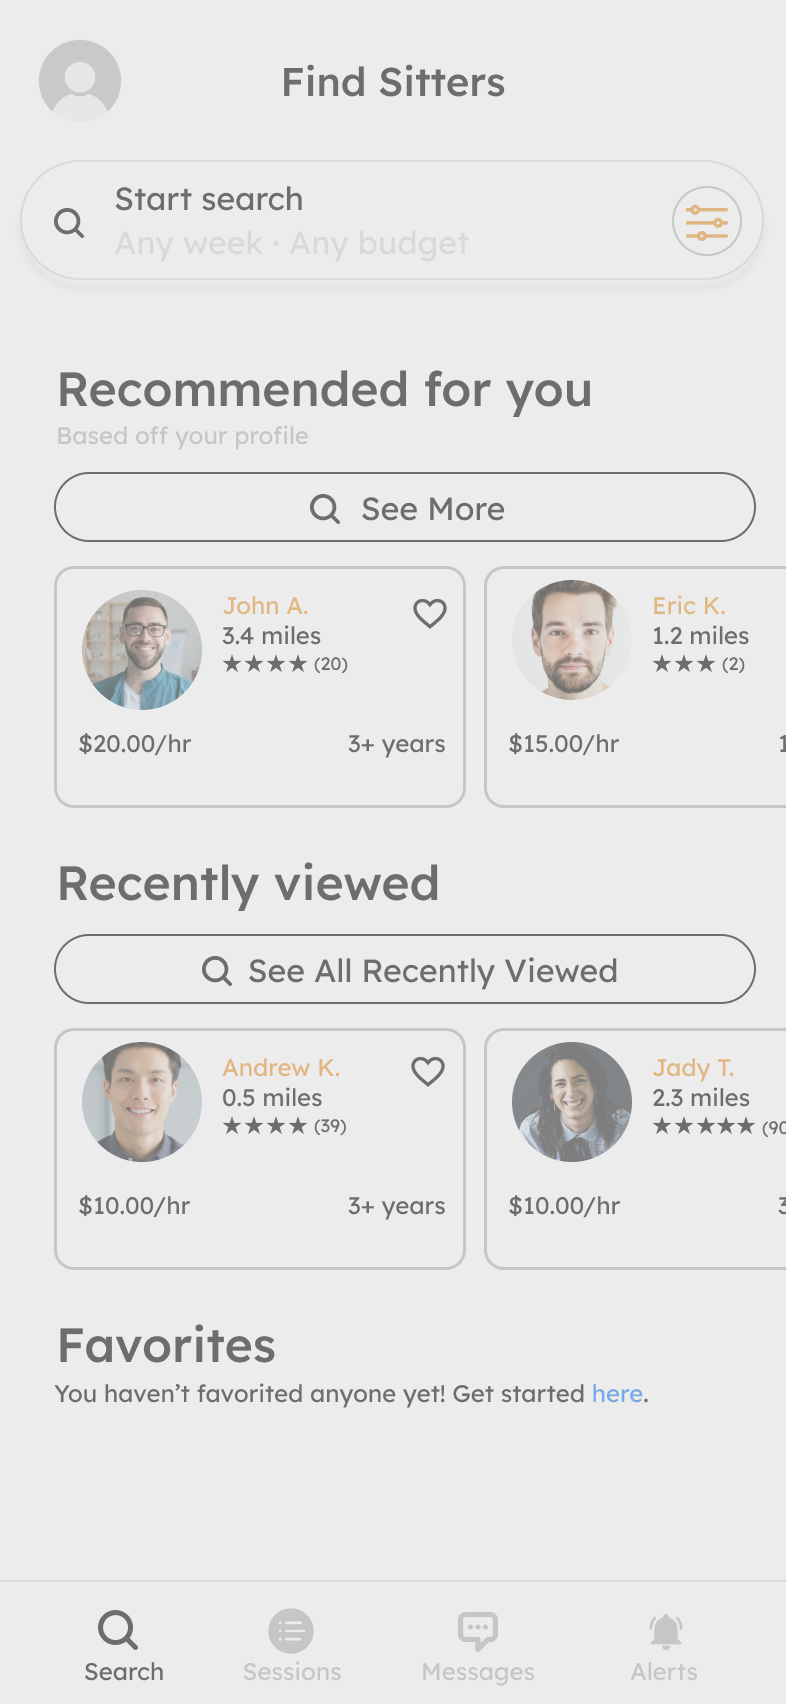 Find Sitters
Start search
Any week · Any budget
Recommended for you
Based off your profile
See More
John A.
3.4 miles
★★★★ (20)
$20.00/hr
3+ years
Eric K.
1.2 miles
★★★ (2)
$15.00/hr
Recently viewed
See All Recently Viewed
Andrew K.
0.5 miles
★★★★ (39)
$10.00/hr
3+ years
Jady T.
2.3 miles
★★★★★ (90
$10.00/hr
Favorites
You haven’t favorited anyone yet! Get started here.
Search
Sessions
Messages
Alerts